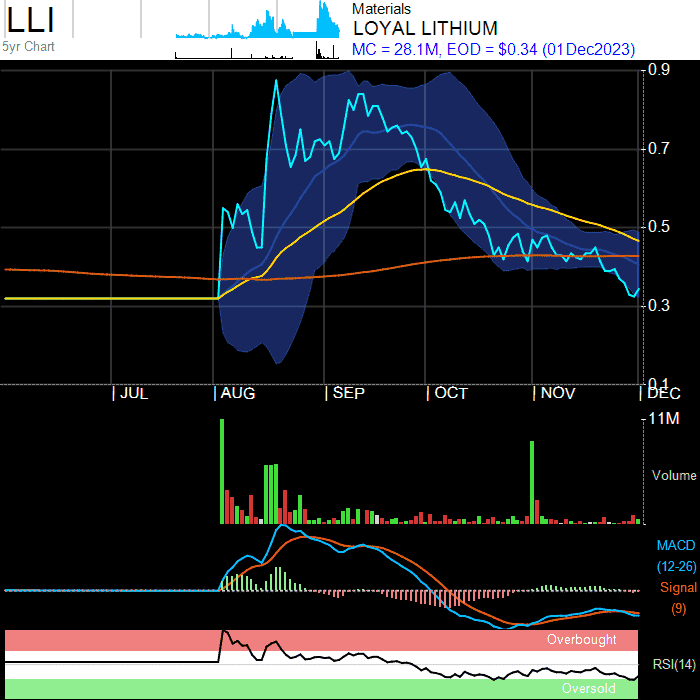 LLI
5yr Chart
Materials
LOYAL LITHIUM
MC = 28.1M, EOD = $0.34 (01Dec2023)
0.9
0.7
0.5
0.3
0.1
JUL AUG SEP OCT NOV DEC
11M
Volume
MACD
(12-26)
Signal
(9)
Overbought
RSI(14)
Oversold